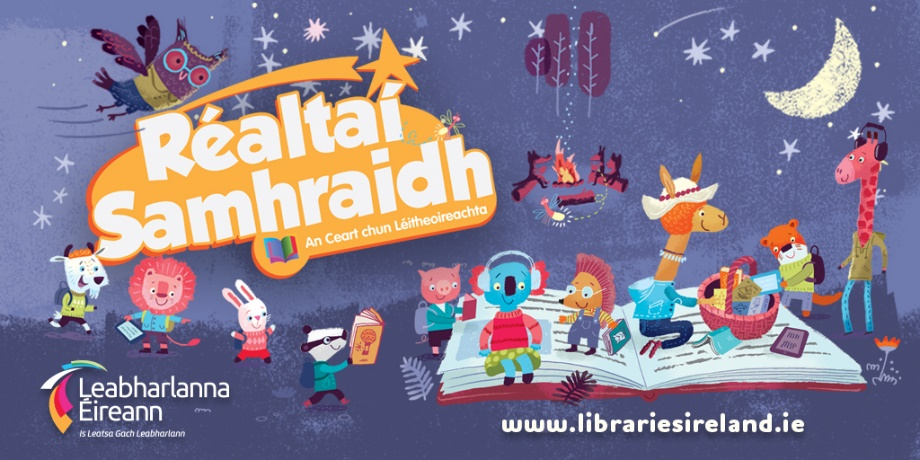 Réaltaí
Samhraidh
An Ceart chun Léitheoireachta
Leabharlanna
Éireann
Is Leatsa Gach Leabharlann
www.librariesireland.ie